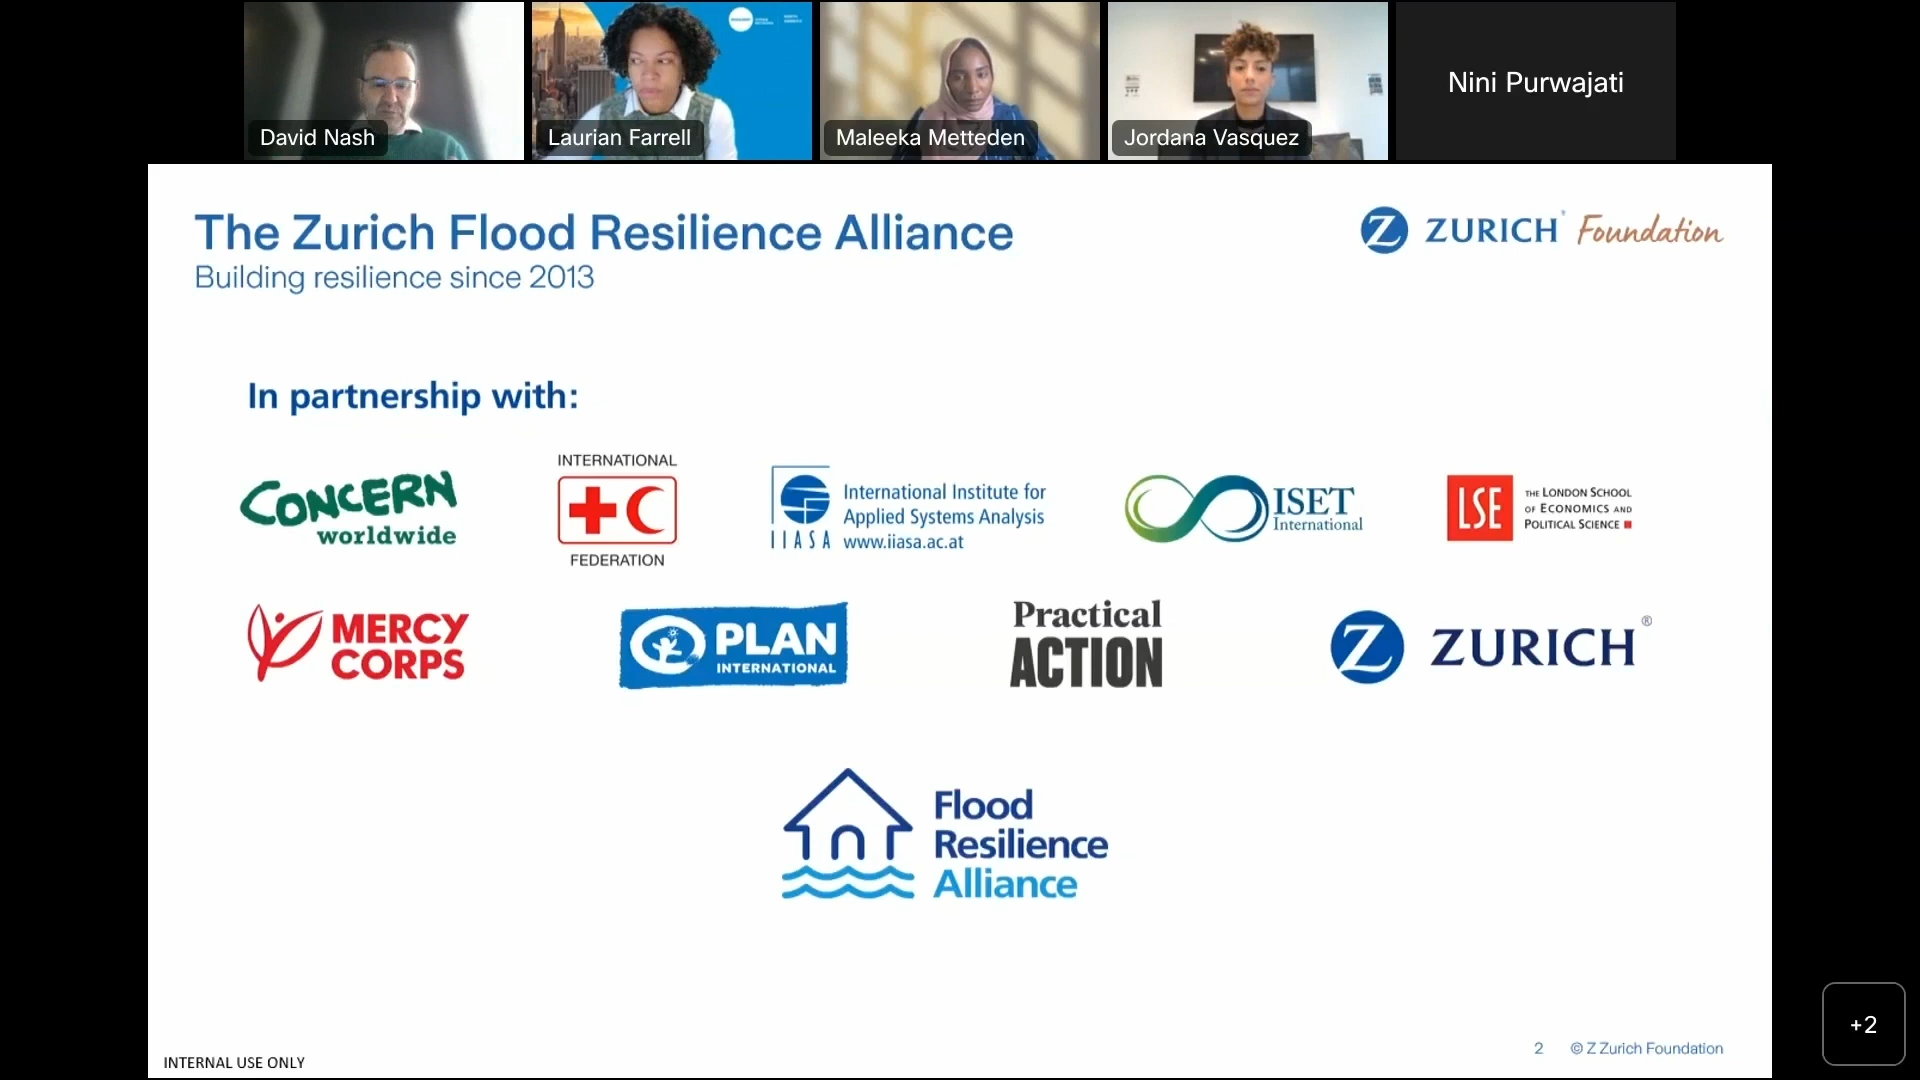 David Nash
Laurian Farrell
Maleeka Metteden
Jordana Vasquez
Nini Purwajati
The Zurich Flood Resilience Alliance
Building resilience since 2013
ZURICH® Foundation
In partnership with:
CONCERN
worldwide
INTERNATIONAL
FEDERATION
IIASA
International Institute for
Applied Systems Analysis
www.iiasa.ac.at
ISET
International
LSE
THE LONDON SCHOOL
OF ECONOMICS AND
POLITICAL SCIENCE
MERCY
CORPS
PLAN
INTERNATIONAL
Practical
ACTION
Z ZURICH®
Flood
Resilience
Alliance
+2
2 © Z Zurich Foundation
INTERNAL USE ONLY